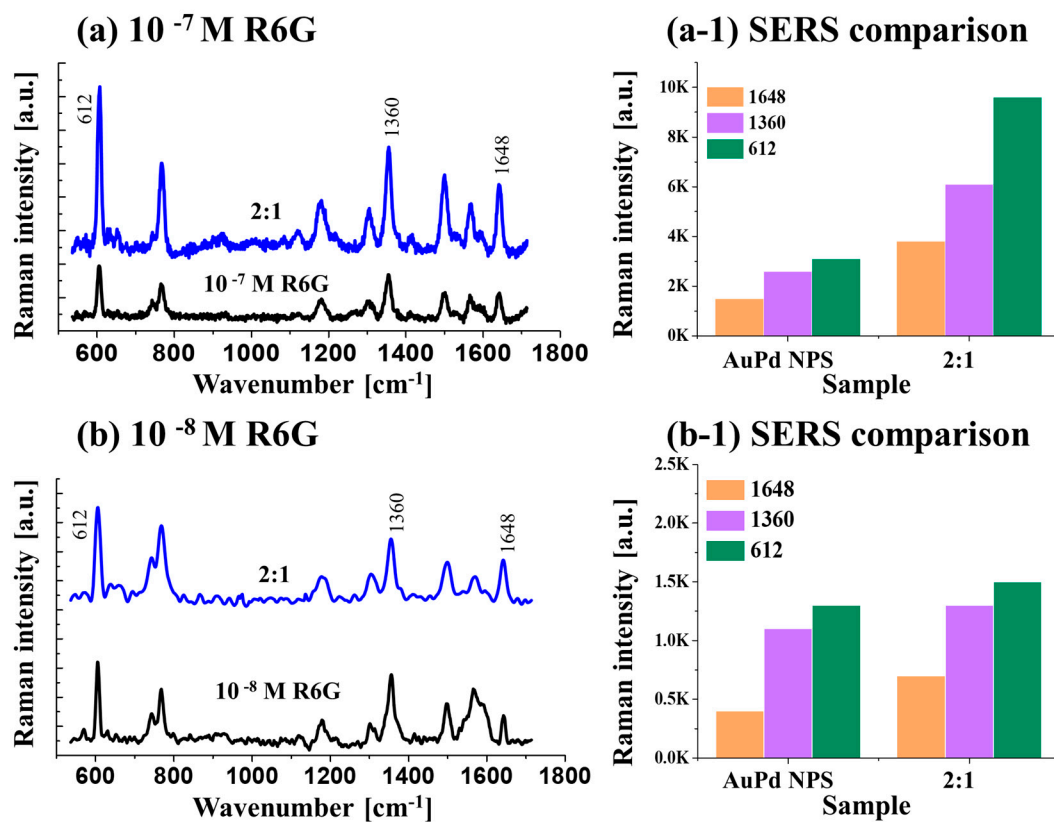 (a) 10 -7 M R6G
Raman intensity [a.u.]
612
1360
1648
2:1
10 -7 M R6G
600 800 1000 1200 1400 1600 1800
Wavenumber [cm-1]
(a-1) SERS comparison
Raman intensity [a.u.]
10K
8K
6K
4K
2K
0K
1648
1360
612
AuPd NPS 2:1
Sample
(b) 10 -8 M R6G
Raman intensity [a.u.]
612
1360
1648
2:1
10 -8 M R6G
600 800 1000 1200 1400 1600 1800
Wavenumber [cm-1]
(b-1) SERS comparison
Raman intensity [a.u.]
2.5K
2.0K
1.5K
1.0K
0.5K
0.0K
1648
1360
612
AuPd NPS 2:1
Sample